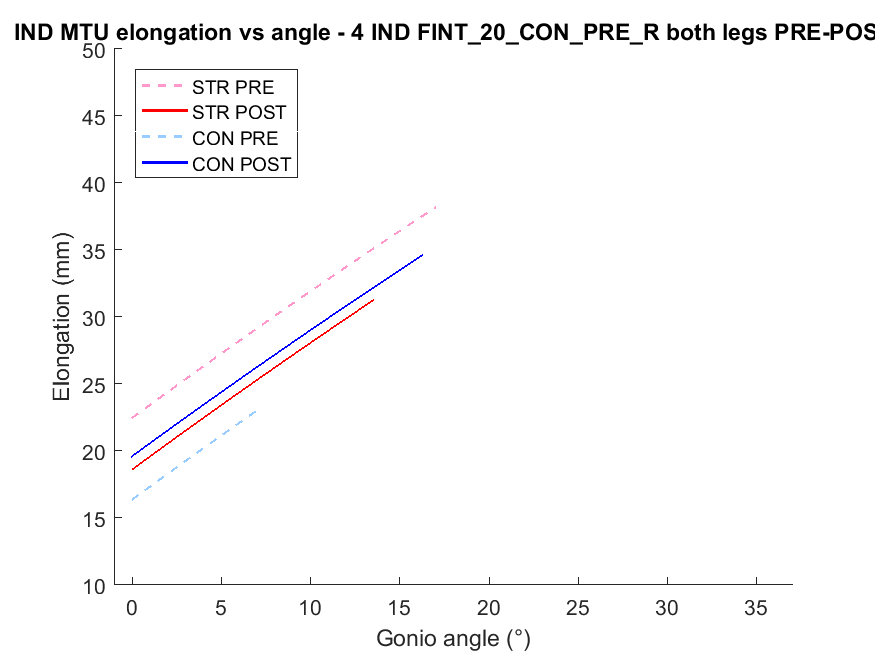 IND MTU elongation vs angle - 4 IND FINT_20_CON_PRE_R both legs PRE-POS
50
45
40
35
30
25
20
15
10
Elongation (mm)
STR PRE
STR POST
CON PRE
CON POST
0 5 10 15 20 25 30 35
Gonio angle (°)